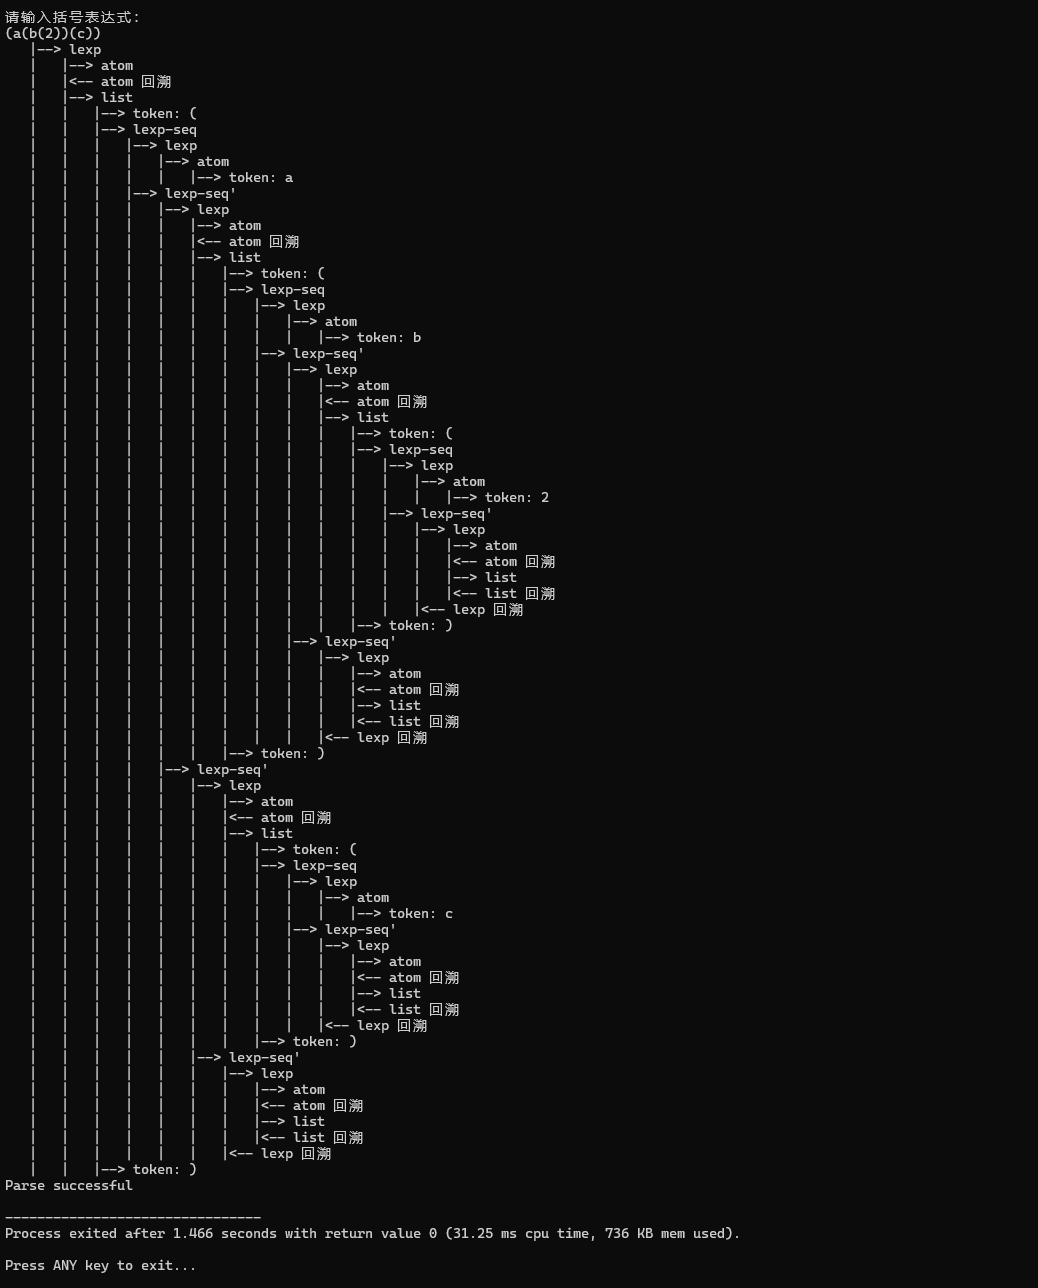 请输入括号表达式:
(a(b(2))(c))
   |--> lexp
   |   |--> atom
   |   |<-- atom 回溯
   |   |--> list
   |   |   |--> token: (
   |   |   |--> lexp-seq
   |   |   |   |--> lexp
   |   |   |   |   |--> atom
   |   |   |   |   |   |--> token: a
   |   |   |   |--> lexp-seq'
   |   |   |   |   |--> lexp
   |   |   |   |   |   |--> atom
   |   |   |   |   |   |<-- atom 回溯
   |   |   |   |   |   |--> list
   |   |   |   |   |   |   |--> token: (
   |   |   |   |   |   |   |--> lexp-seq
   |   |   |   |   |   |   |   |--> lexp
   |   |   |   |   |   |   |   |   |--> atom
   |   |   |   |   |   |   |   |   |   |--> token: b
   |   |   |   |   |   |   |   |--> lexp-seq'
   |   |   |   |   |   |   |   |   |--> lexp
   |   |   |   |   |   |   |   |   |   |--> atom
   |   |   |   |   |   |   |   |   |   |<-- atom 回溯
   |   |   |   |   |   |   |   |   |   |--> list
   |   |   |   |   |   |   |   |   |   |   |--> token: (
   |   |   |   |   |   |   |   |   |   |   |--> lexp-seq
   |   |   |   |   |   |   |   |   |   |   |   |--> lexp
   |   |   |   |   |   |   |   |   |   |   |   |   |--> atom
   |   |   |   |   |   |   |   |   |   |   |   |   |   |--> token: 2
   |   |   |   |   |   |   |   |   |   |   |   |--> lexp-seq'
   |   |   |   |   |   |   |   |   |   |   |   |   |--> lexp
   |   |   |   |   |   |   |   |   |   |   |   |   |   |--> atom
   |   |   |   |   |   |   |   |   |   |   |   |   |   |<-- atom 回溯
   |   |   |   |   |   |   |   |   |   |   |   |   |   |--> list
   |   |   |   |   |   |   |   |   |   |   |   |   |   |<-- list 回溯
   |   |   |   |   |   |   |   |   |   |   |   |   |<-- lexp 回溯
   |   |   |   |   |   |   |   |   |   |   |--> token: )
   |   |   |   |   |   |   |   |   |--> lexp-seq'
   |   |   |   |   |   |   |   |   |   |--> lexp
   |   |   |   |   |   |   |   |   |   |   |--> atom
   |   |   |   |   |   |   |   |   |   |   |<-- atom 回溯
   |   |   |   |   |   |   |   |   |   |   |--> list
   |   |   |   |   |   |   |   |   |   |   |<-- list 回溯
   |   |   |   |   |   |   |   |   |   |<-- lexp 回溯
   |   |   |   |   |   |   |--> token: )
   |   |   |   |   |--> lexp-seq'
   |   |   |   |   |   |--> lexp
   |   |   |   |   |   |   |--> atom
   |   |   |   |   |   |   |<-- atom 回溯
   |   |   |   |   |   |   |--> list
   |   |   |   |   |   |   |   |--> token: (
   |   |   |   |   |   |   |   |--> lexp-seq
   |   |   |   |   |   |   |   |   |--> lexp
   |   |   |   |   |   |   |   |   |   |--> atom
   |   |   |   |   |   |   |   |   |   |   |--> token: c
   |   |   |   |   |   |   |   |   |--> lexp-seq'
   |   |   |   |   |   |   |   |   |   |--> lexp
   |   |   |   |   |   |   |   |   |   |   |--> atom
   |   |   |   |   |   |   |   |   |   |   |<-- atom 回溯
   |   |   |   |   |   |   |   |   |   |   |--> list
   |   |   |   |   |   |   |   |   |   |   |<-- list 回溯
   |   |   |   |   |   |   |   |   |   |<-- lexp 回溯
   |   |   |   |   |   |   |   |--> token: )
   |   |   |   |   |   |--> lexp-seq'
   |   |   |   |   |   |   |--> lexp
   |   |   |   |   |   |   |   |--> atom
   |   |   |   |   |   |   |   |<-- atom 回溯
   |   |   |   |   |   |   |   |--> list
   |   |   |   |   |   |   |   |<-- list 回溯
   |   |   |   |   |   |   |<-- lexp 回溯
   |   |   |--> token: )
Parse successful
--------------------------------
Process exited after 1.466 seconds with return value 0 (31.25 ms cpu time, 736 KB mem used).
Press ANY key to exit...